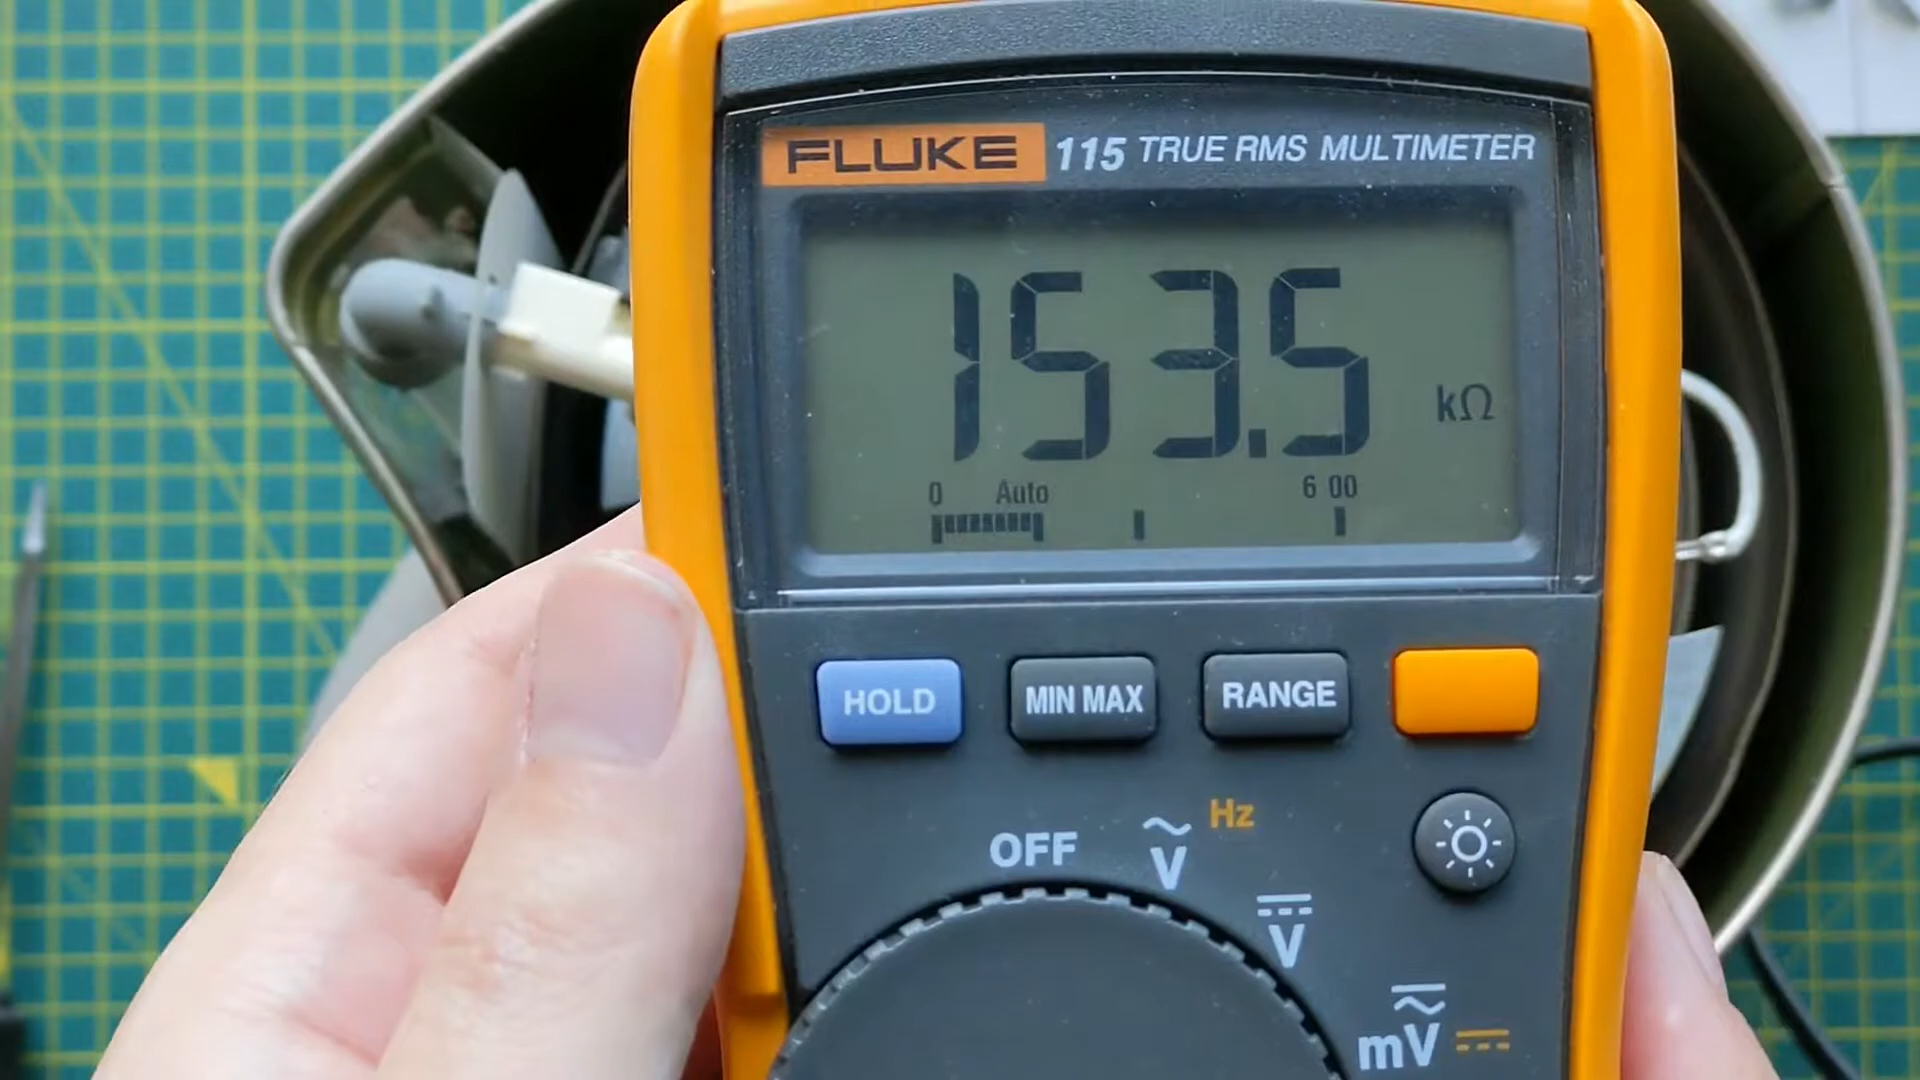 FLUKE 115 TRUE RMS MULTIMETER
153.5 kΩ
0 Auto 6 00
HOLD MIN MAX RANGE
Hz
OFF Ṽ
V
mV